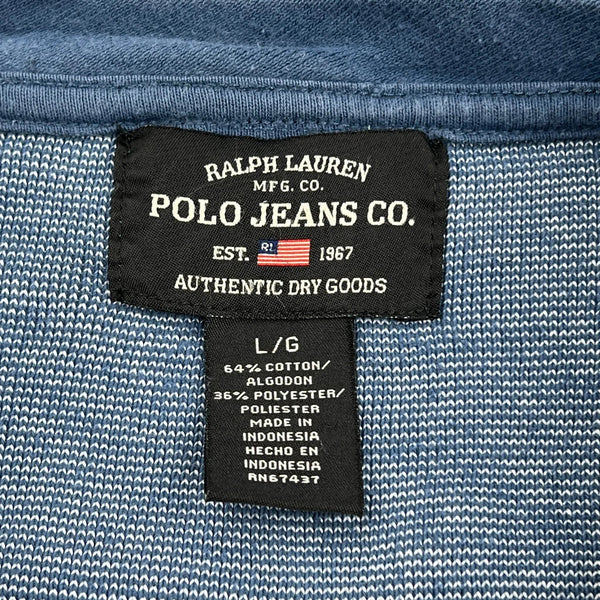 RALPH LAUREN
MFG. CO.
POLO JEANS CO.
EST. RL 1967
AUTHENTIC DRY GOODS
L/G
64% COTTON/
ALGODON
36% POLYESTER/
POLIESTER
MADE IN
INDONESIA
HECHO EN
INDONESIA
RN67437